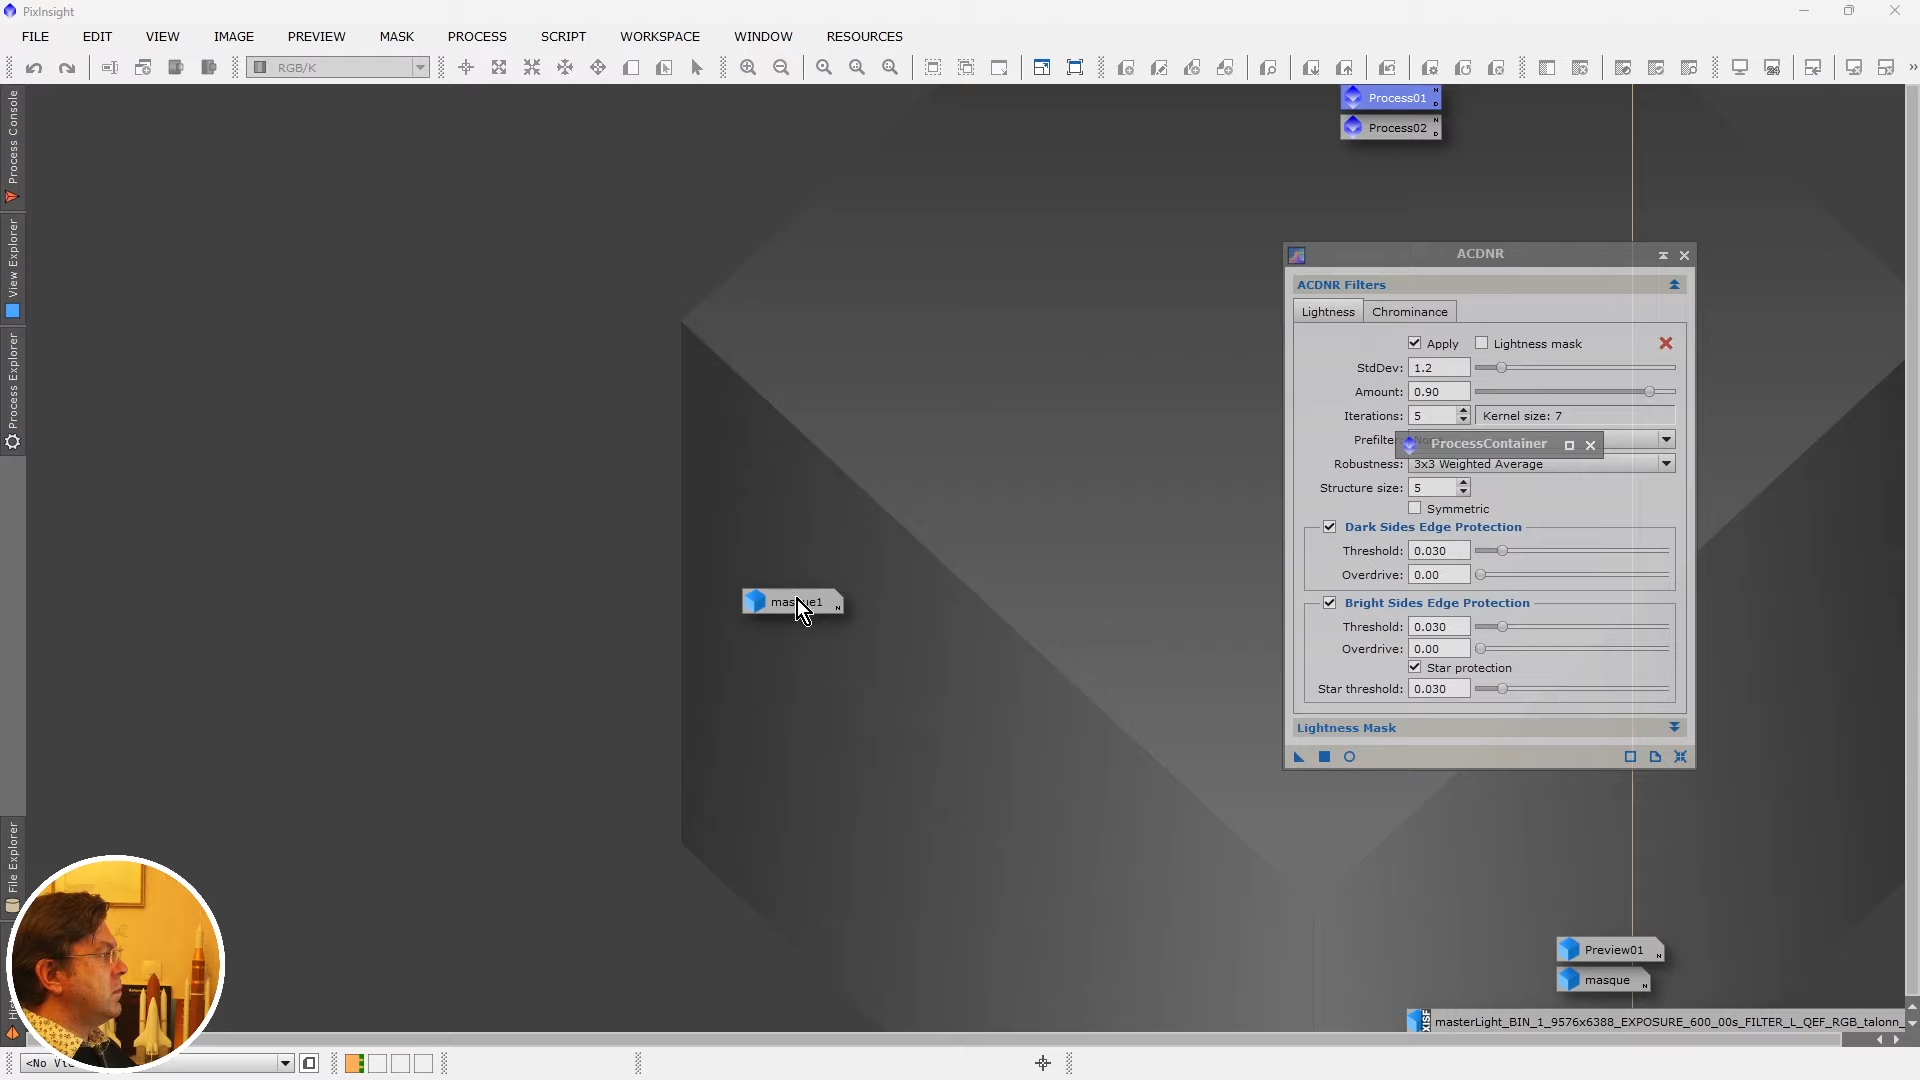 PixInsight
FILE EDIT VIEW IMAGE PREVIEW MASK PROCESS SCRIPT WORKSPACE WINDOW RESOURCES
RGB/K
Process Console
View Explorer
Process Explorer
File Explorer
Process01
Process02
ACDNR
ACDNR Filters
Lightness Chrominance
Apply Lightness mask
StdDev: 1.2
Amount: 0.90
Iterations: 5 Kernel size: 7
ProcessContainer
Robustness: 3x3 Weighted Average
Structure size: 5
Symmetric
Dark Sides Edge Protection
Threshold: 0.030
Overdrive: 0.00
Bright Sides Edge Protection
Threshold: 0.030
Overdrive: 0.00
Star protection
Star threshold: 0.030
Lightness Mask
N
D
N
D
N
Preview01
N
masque
N
XISF
masterLight_BIN_1_9576x6388_EXPOSURE_600_00s_FILTER_L_QEF_RGB_talonn_